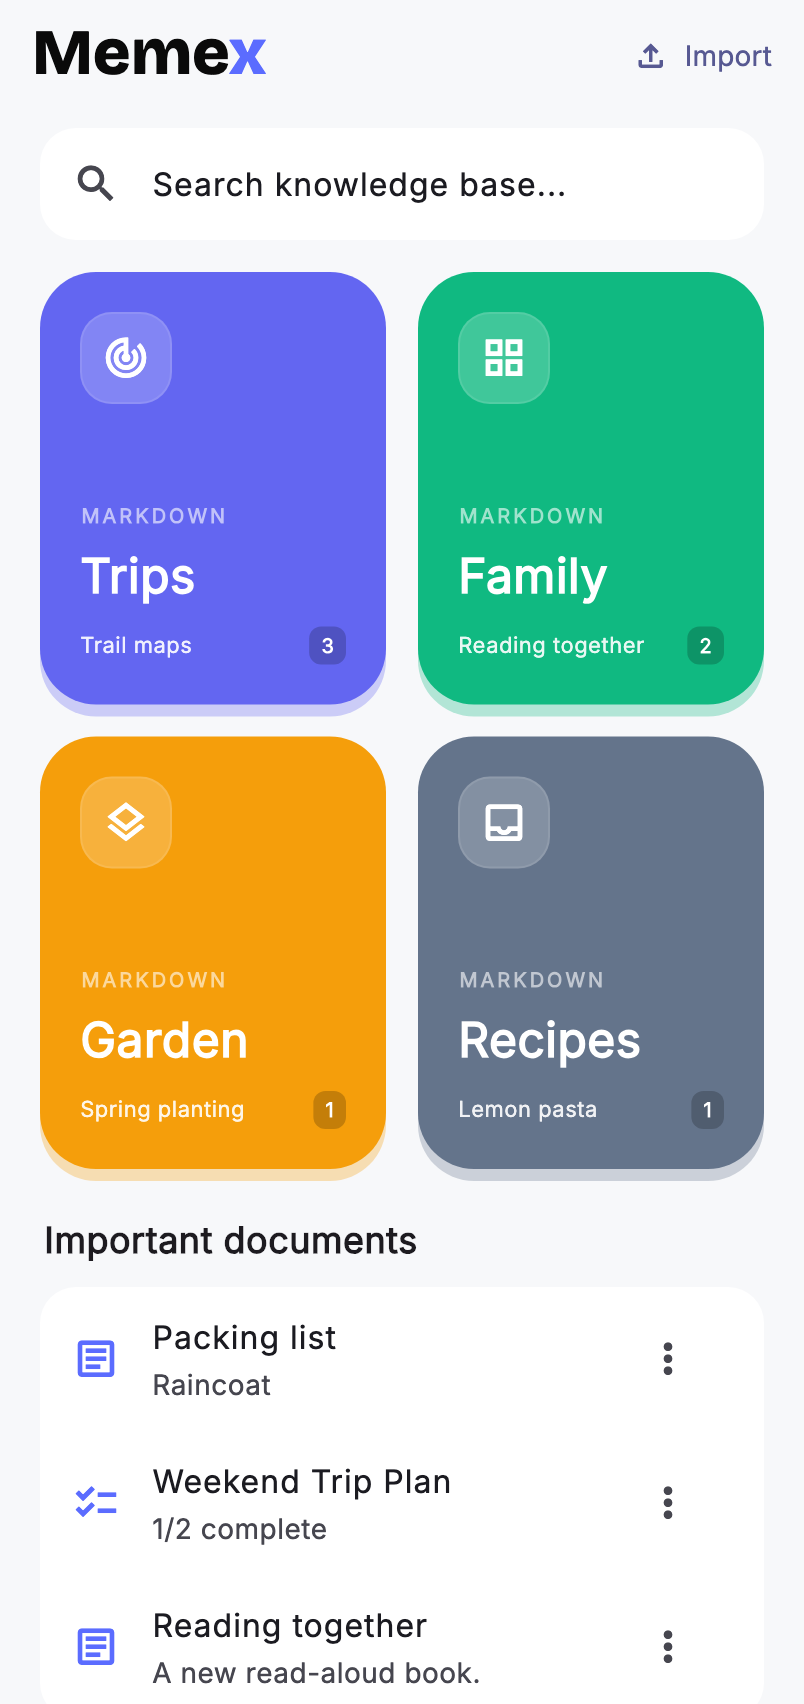 Memex
Import
Search knowledge base...
MARKDOWN
Trips
Trail maps
3
MARKDOWN
Family
Reading together
2
MARKDOWN
Garden
Spring planting
1
MARKDOWN
Recipes
Lemon pasta
1
Important documents
Packing list
Raincoat
Weekend Trip Plan
1/2 complete
Reading together
A new read-aloud book.